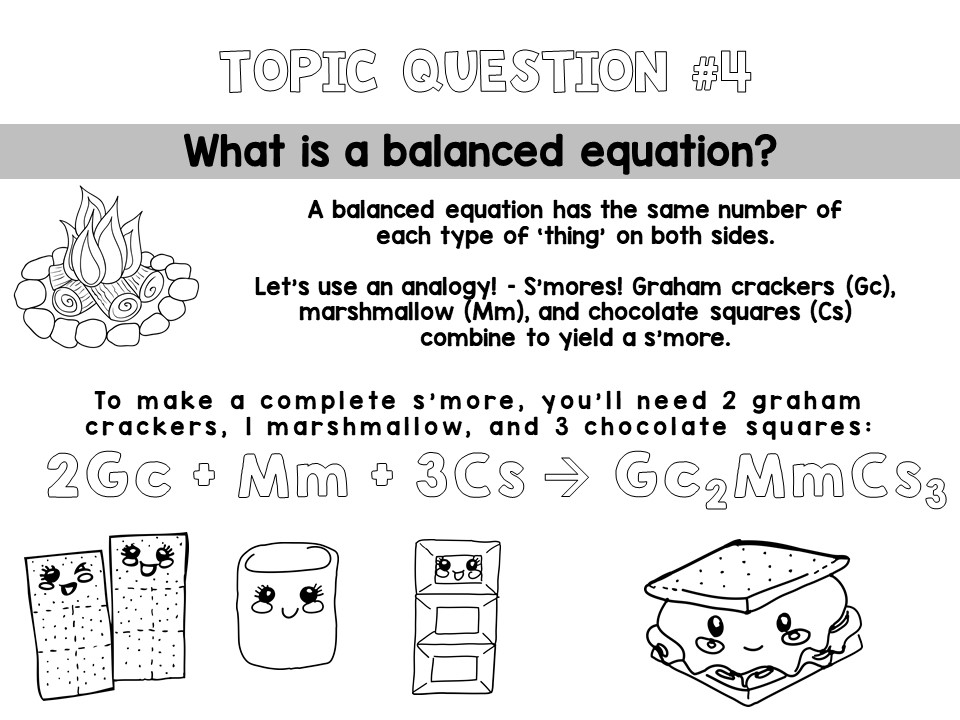 TOPIC QUESTION #4
What is a balanced equation?
A balanced equation has the same number of
each type of ‘thing’ on both sides.
Let’s use an analogy! - S’mores! Graham crackers (Gc),
marshmallow (Mm), and chocolate squares (Cs)
combine to yield a s’more.
To make a complete s’more, you’ll need 2 graham
crackers, 1 marshmallow, and 3 chocolate squares:
2Gc + Mm + 3Cs → Gc₂MmCs₃